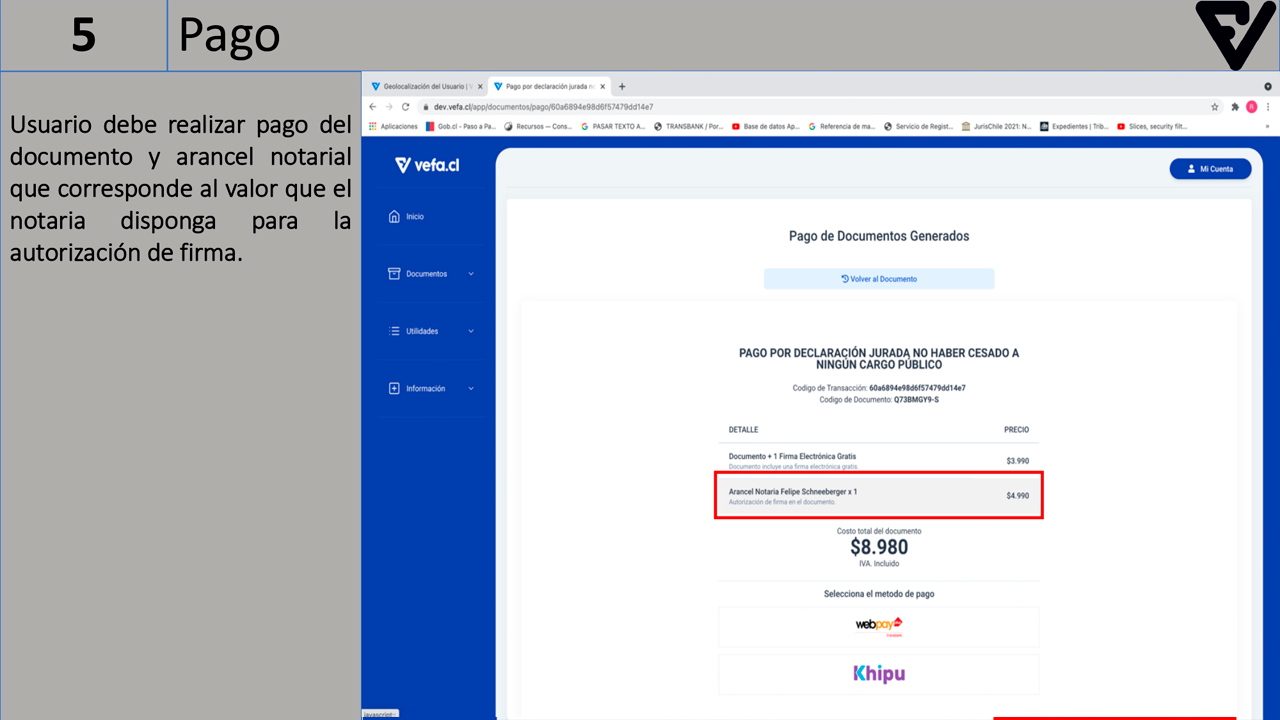 5
Pago
Usuario debe realizar pago del
documento y arancel notarial
que corresponde al valor que el
notaria disponga para la
autorización de firma.
Geolocalización del Usuario | V
Pago por declaración jurada no
dev.vefa.cl/app/documentos/pago/60a6894e98d6f57479dd14e7
Aplicaciones
Gob.cl - Paso a Pa...
Recursos — Cons...
PASAR TEXTO A...
TRANSBANK / Por...
Base de datos Ap...
Referencia de ma...
Servicio de Regist...
JurisChile 2021: N...
Expedientes | Trib...
Slices, security filt...
»
vefa.cl
Mi Cuenta
Inicio
Documentos
Utilidades
Información
Pago de Documentos Generados
Volver al Documento
PAGO POR DECLARACIÓN JURADA NO HABER CESADO A
NINGÚN CARGO PÚBLICO
Codigo de Transacción: 60a6894e98d6f57479dd14e7
Codigo de Documento: Q73BMGY9-S
DETALLE PRECIO
Documento + 1 Firma Electrónica Gratis
Documento incluye una firma electrónica gratis.
$3.990
Arancel Notaria Felipe Schneeberger x 1
Autorización de firma en el documento.
$4.990
Costo total del documento
$8.980
IVA. Incluido
Selecciona el metodo de pago
webpay
Khipu
javascript:;